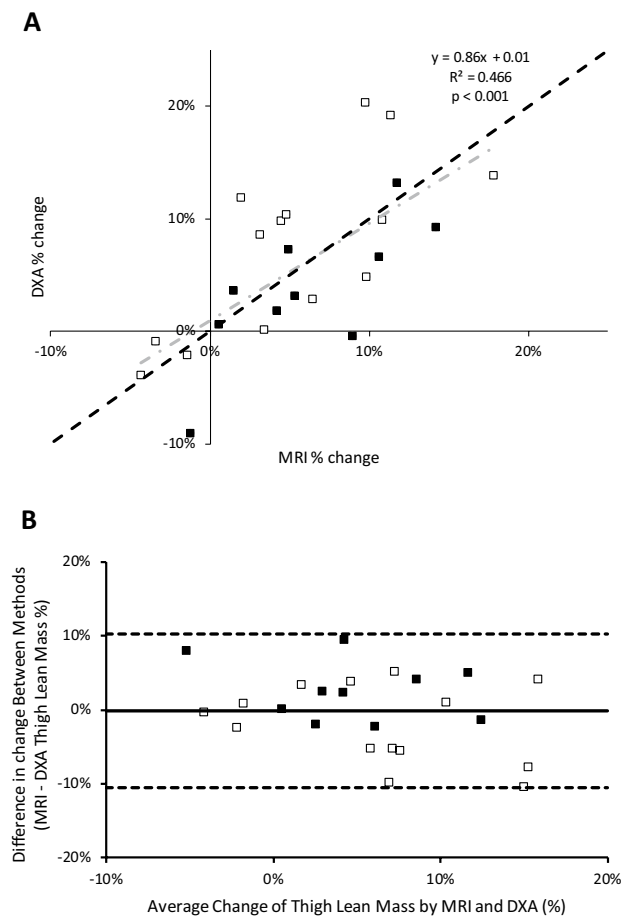 A
y = 0.86x + 0.01
R² = 0.466
p < 0.001
20%
10%
0%
-10%
-10%
0%
10%
20%
DXA % change
MRI % change
B
20%
10%
0%
-10%
-20%
-10%
0%
10%
20%
Difference in change Between Methods
(MRI - DXA Thigh Lean Mass %)
Average Change of Thigh Lean Mass by MRI and DXA (%)